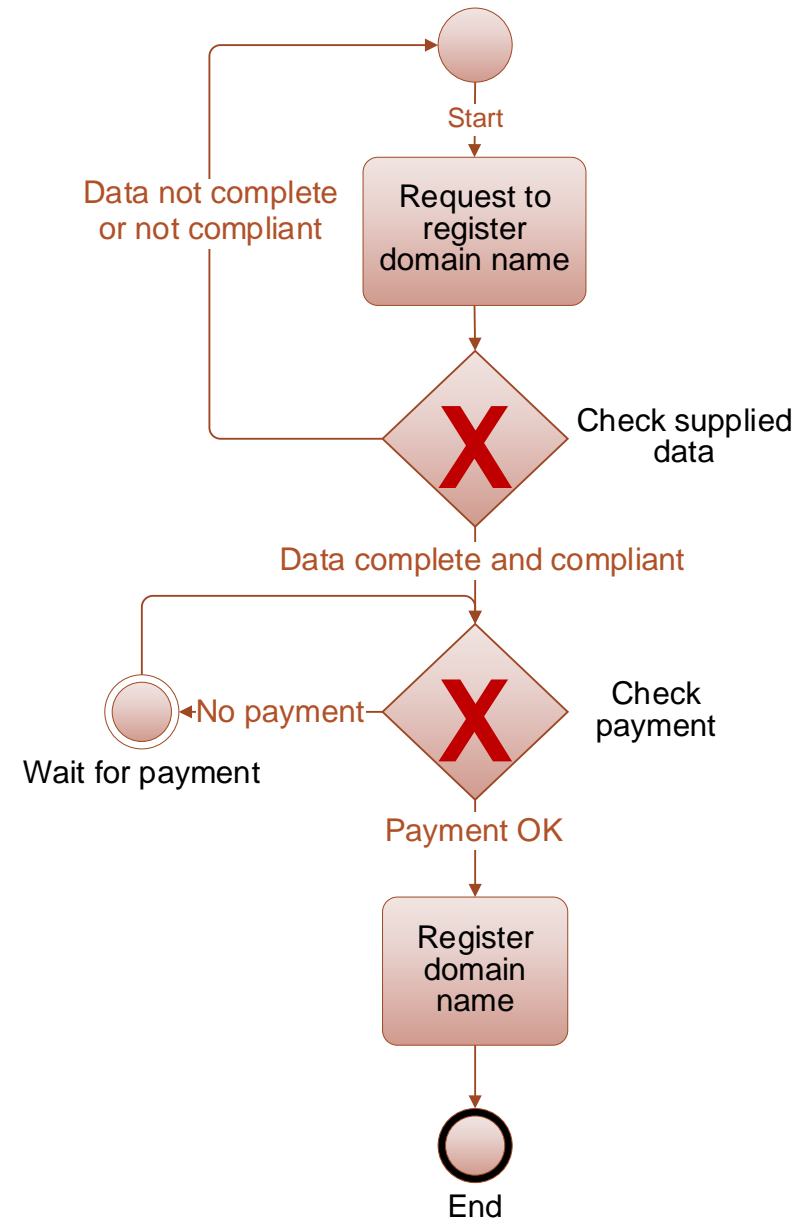 Start
Data not complete
or not compliant
Request to
register
domain name
X
Check supplied
data
Data complete and compliant
X
Check
payment
No payment
Wait for payment
Payment OK
Register
domain
name
End